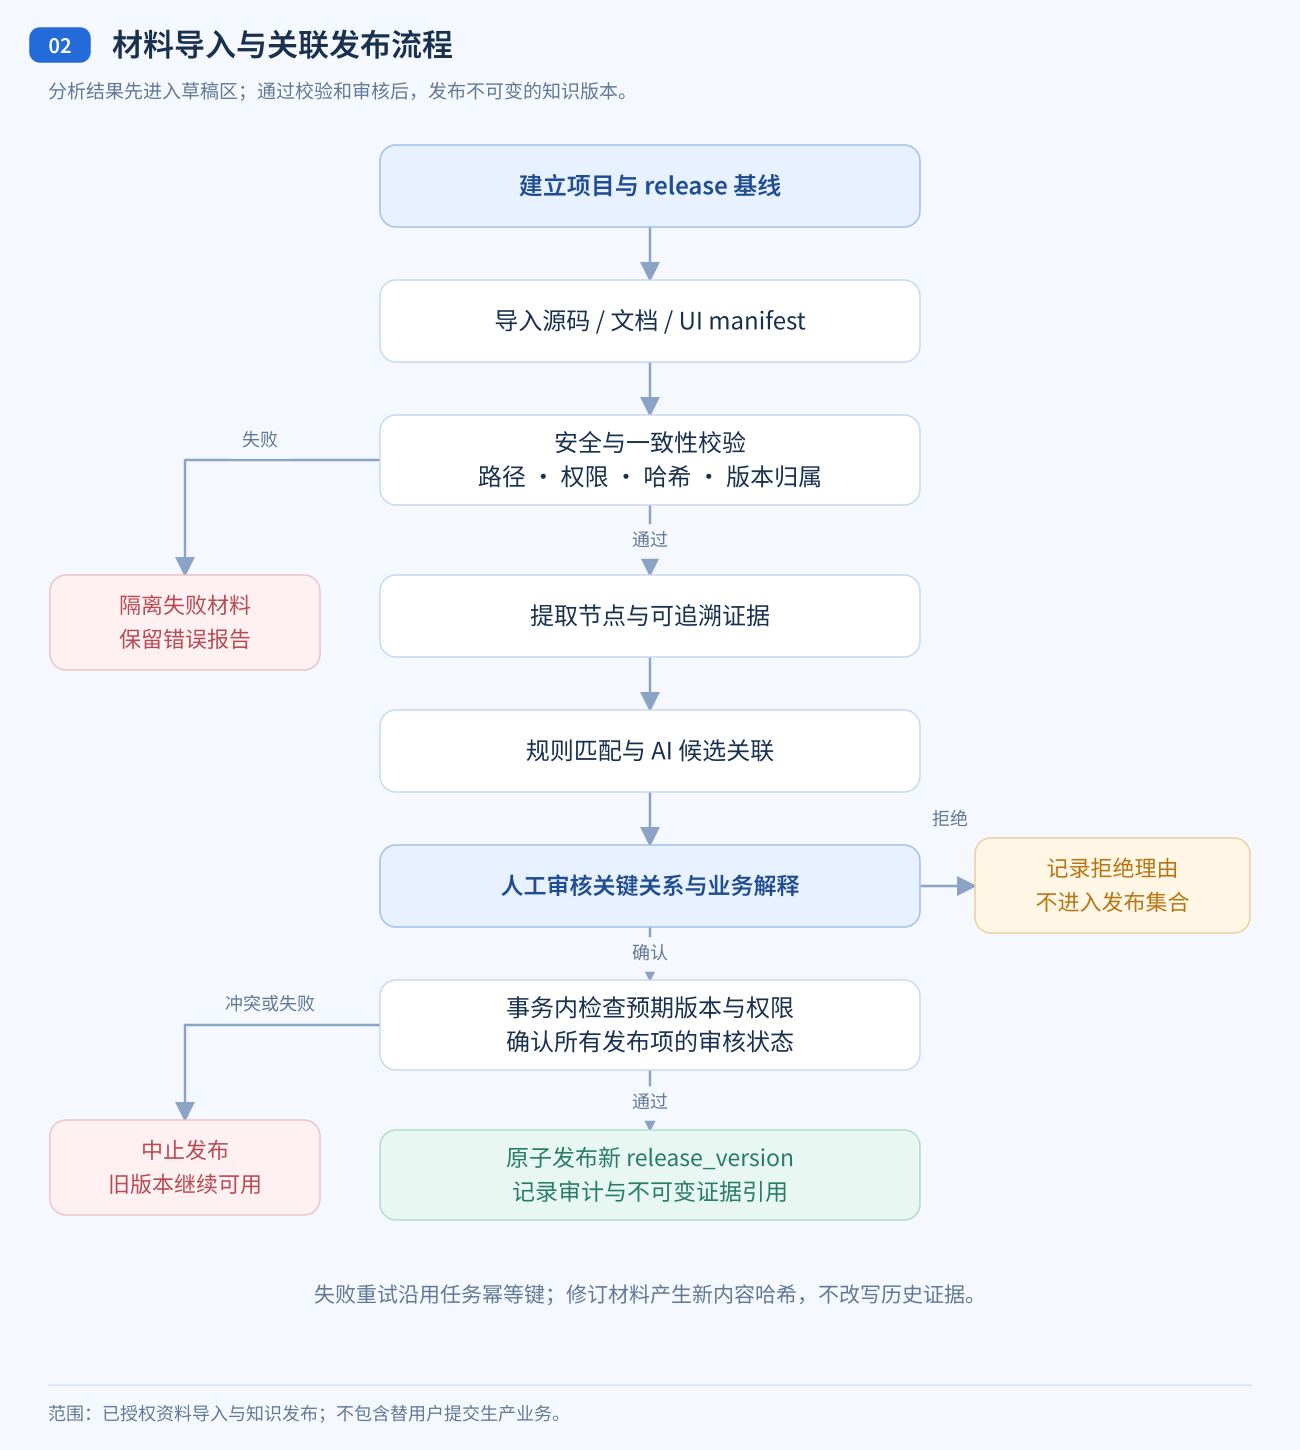 02
材料导入与关联发布流程
分析结果先进入草稿区；通过校验和审核后，发布不可变的知识版本。
建立项目与 release 基线
导入源码 / 文档 / UI manifest
安全与一致性校验
路径 · 权限 · 哈希 · 版本归属
失败
通过
隔离失败材料
保留错误报告
提取节点与可追溯证据
规则匹配与 AI 候选关联
拒绝
人工审核关键关系与业务解释
记录拒绝理由
不进入发布集合
确认
冲突或失败
事务内检查预期版本与权限
确认所有发布项的审核状态
通过
中止发布
旧版本继续可用
原子发布新 release_version
记录审计与不可变证据引用
失败重试沿用任务幂等键；修订材料产生新内容哈希，不改写历史证据。
范围：已授权资料导入与知识发布；不包含替用户提交生产业务。